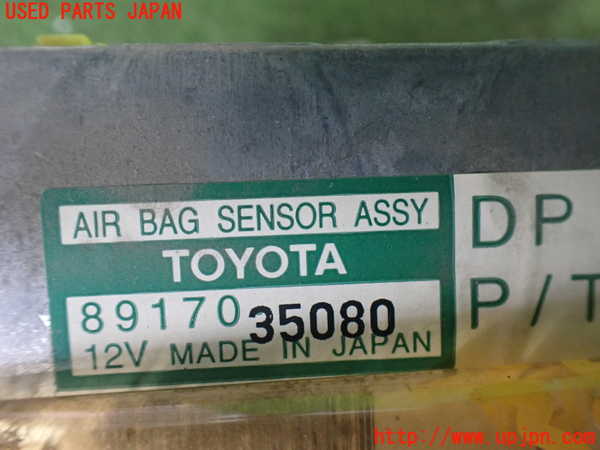 USED PARTS JAPAN
AIR BAG SENSOR ASSY
TOYOTA
89170 35080
12V MADE IN JAPAN
DP
P/T
http://www.upjpn.com/